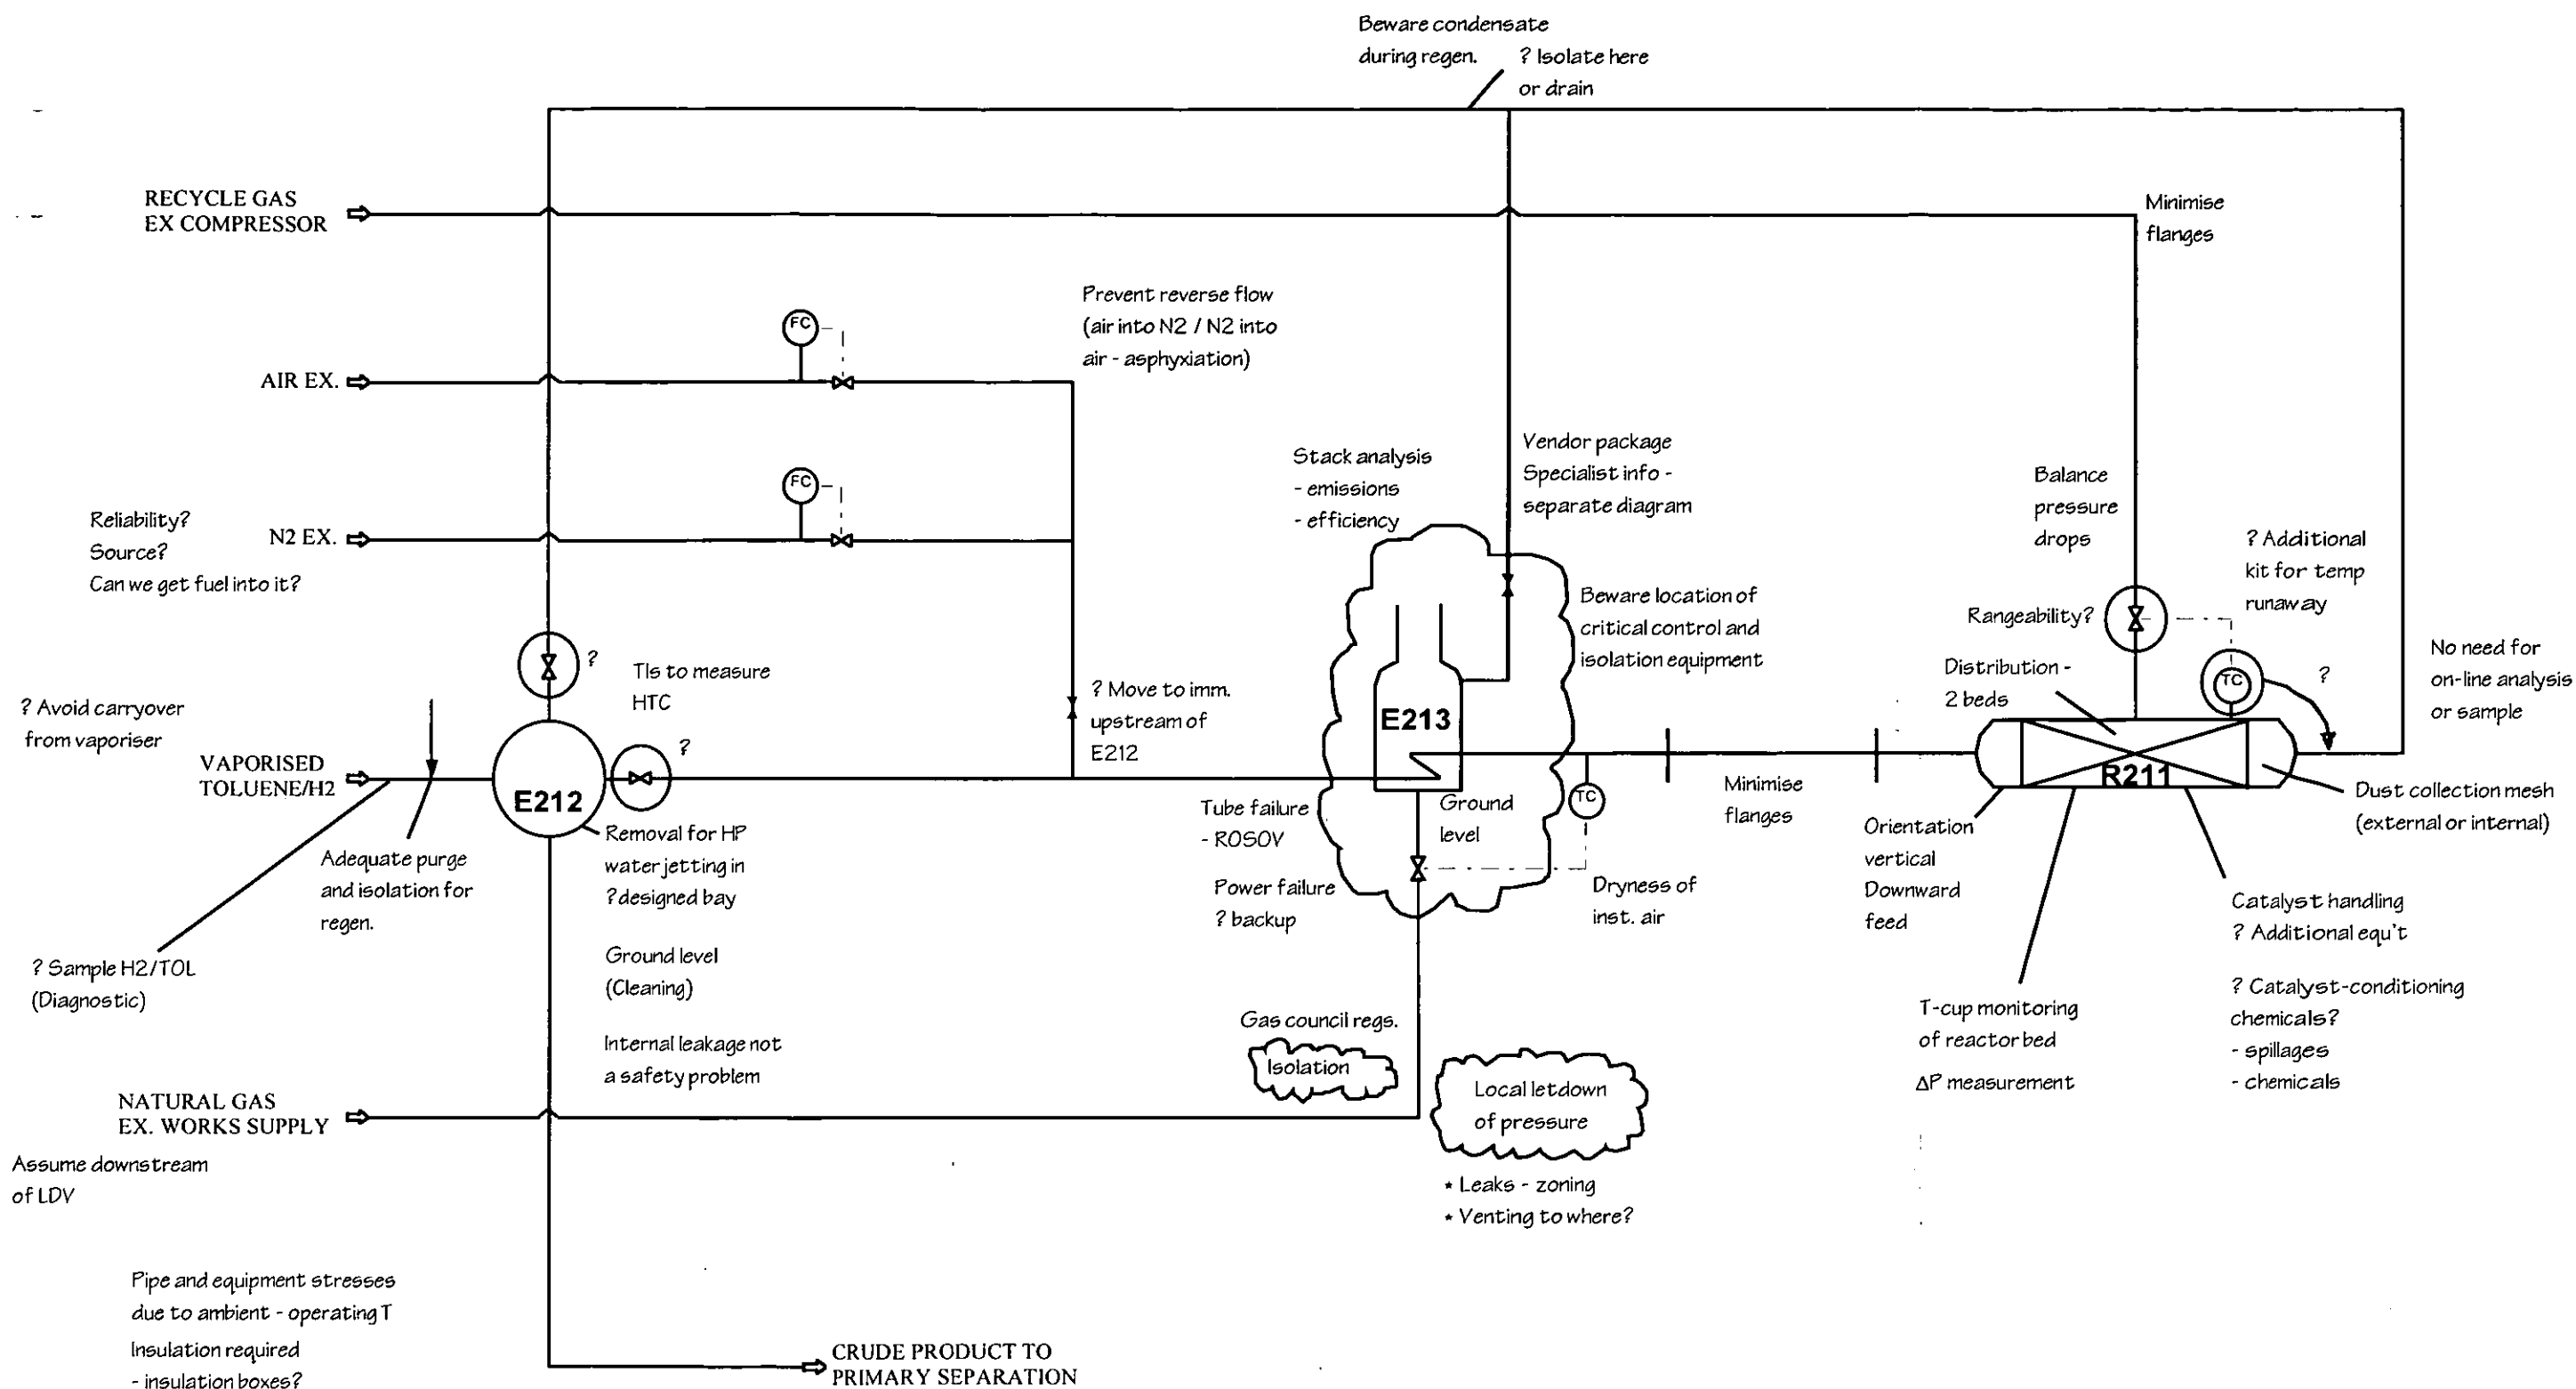 Beware condensate
during regen.
? Isolate here
or drain
RECYCLE GAS
EX COMPRESSOR
Minimise
flanges
Prevent reverse flow
(air into N2 / N2 into
air - asphyxiation)
FC
AIR EX.
Stack analysis
- emissions
- efficiency
Vendor package
Specialist info -
separate diagram
Balance
pressure
drops
FC
Reliability?
Source?
Can we get fuel into it?
N2 EX.
? Additional
kit for temp
runaway
Beware location of
critical control and
isolation equipment
Rangeability?
?
TIs to measure
HTC
Distribution -
2 beds
TC
?
No need for
on-line analysis
or sample
? Avoid carryover
from vaporiser
? Move to imm.
upstream of
E212
E213
?
VAPORISED
TOLUENE/H2
E212
R211
Minimise
flanges
TC
Dust collection mesh
(external or internal)
Tube failure
- ROSOV
Ground
level
Orientation
vertical
Downward
feed
Removal for HP
water jetting in
? designed bay
Adequate purge
and isolation for
regen.
Power failure
? backup
Dryness of
inst. air
Catalyst handling
? Additional equ't
Ground level
(Cleaning)
? Sample H2/TOL
(Diagnostic)
? Catalyst-conditioning
chemicals?
- spillages
- chemicals
T-cup monitoring
of reactor bed
ΔP measurement
Gas council regs.
Isolation
Internal leakage not
a safety problem
Local letdown
of pressure
NATURAL GAS
EX. WORKS SUPPLY
Assume downstream
of LDV
* Leaks - zoning
* Venting to where?
Pipe and equipment stresses
due to ambient - operating T
Insulation required
- insulation boxes?
CRUDE PRODUCT TO
PRIMARY SEPARATION